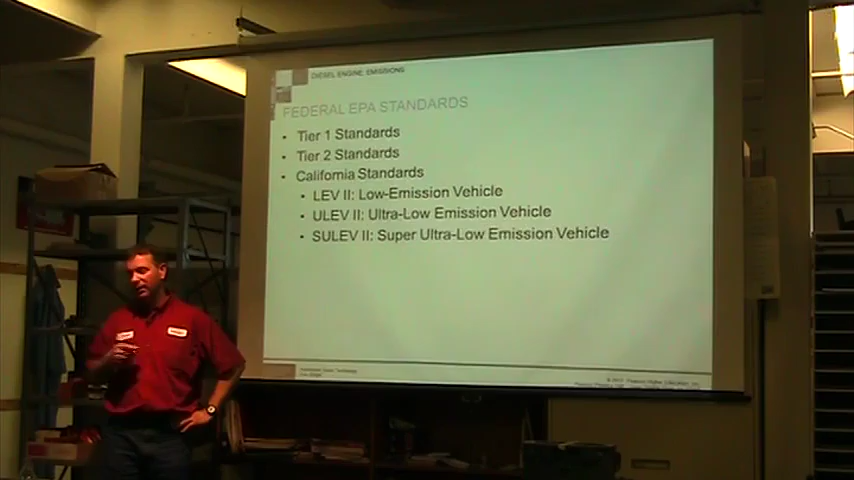 DIESEL ENGINE EMISSIONS
FEDERAL EPA STANDARDS
• Tier 1 Standards
• Tier 2 Standards
• California Standards
• LEV II: Low-Emission Vehicle
• ULEV II: Ultra-Low Emission Vehicle
• SULEV II: Super Ultra-Low Emission Vehicle